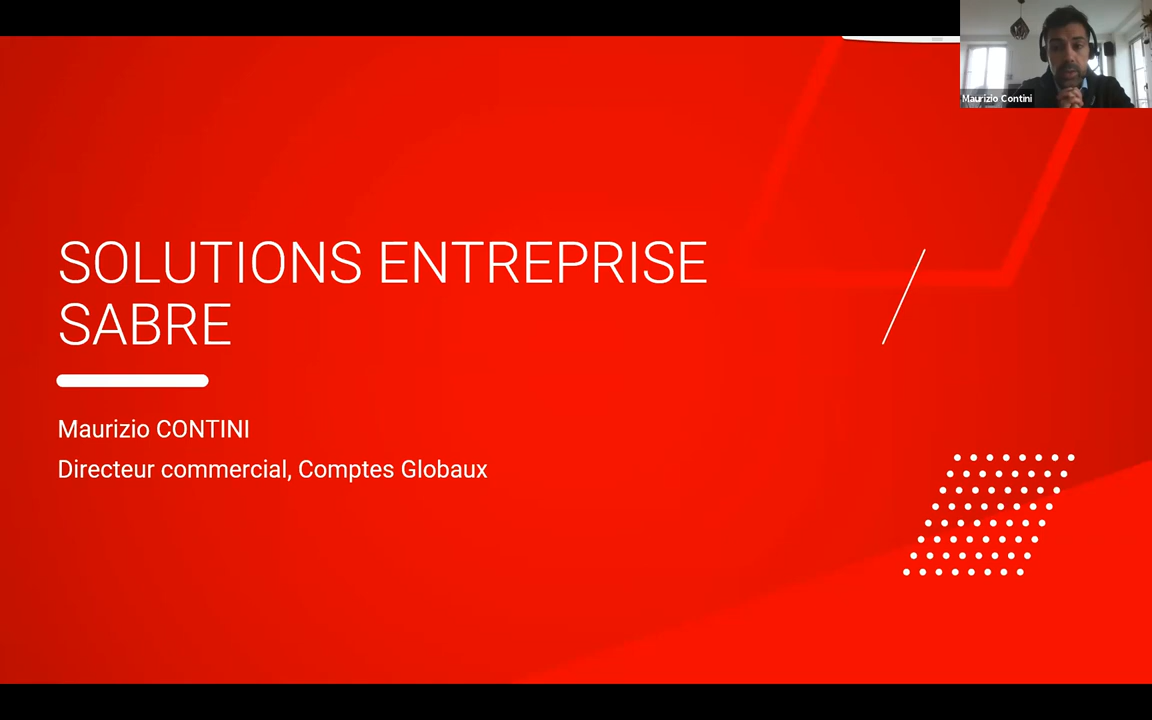 Maurizio Contini
SOLUTIONS ENTREPRISE
SABRE
Maurizio CONTINI
Directeur commercial, Comptes Globaux